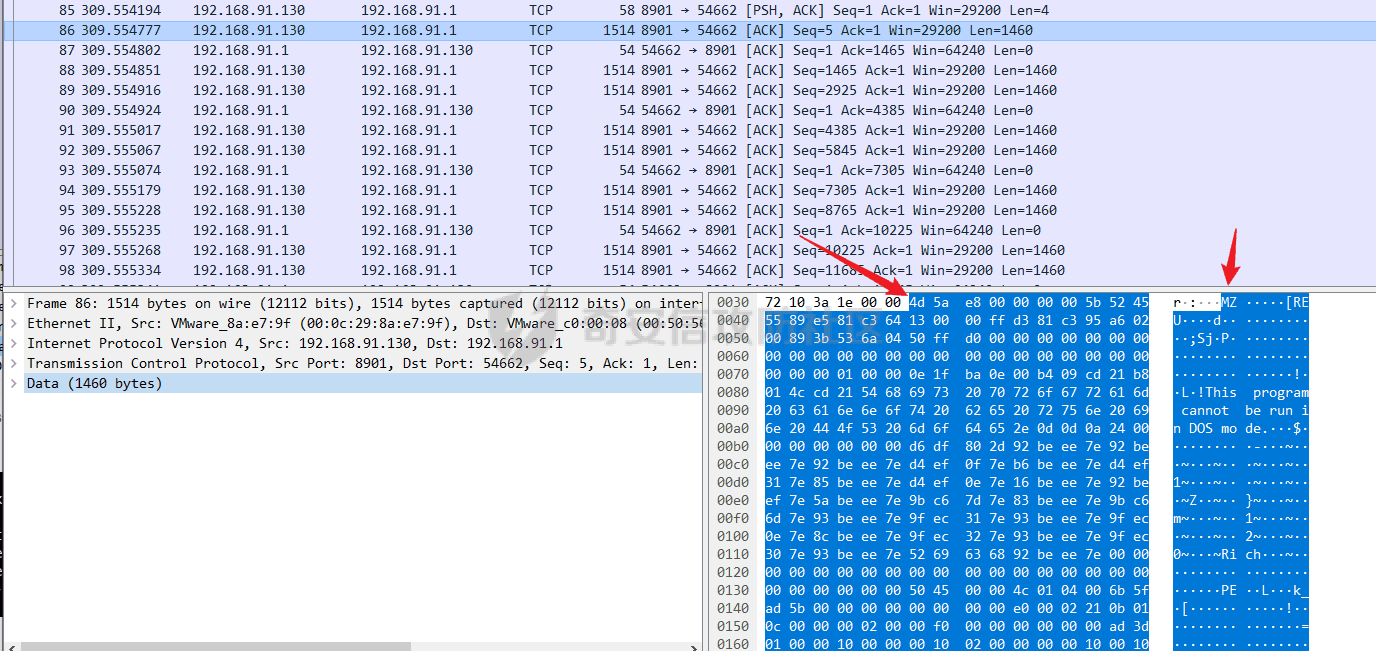 85 309.554194 192.168.91.130 192.168.91.1 TCP 58 8901 → 54662 [PSH, ACK] Seq=1 Ack=1 Win=29200 Len=4
86 309.554777 192.168.91.130 192.168.91.1 TCP 1514 8901 → 54662 [ACK] Seq=5 Ack=1 Win=29200 Len=1460
87 309.554802 192.168.91.1 192.168.91.130 TCP 54 54662 → 8901 [ACK] Seq=1 Ack=1465 Win=64240 Len=0
88 309.554851 192.168.91.130 192.168.91.1 TCP 1514 8901 → 54662 [ACK] Seq=1465 Ack=1 Win=29200 Len=1460
89 309.554916 192.168.91.130 192.168.91.1 TCP 1514 8901 → 54662 [ACK] Seq=2925 Ack=1 Win=29200 Len=1460
90 309.554924 192.168.91.1 192.168.91.130 TCP 54 54662 → 8901 [ACK] Seq=1 Ack=4385 Win=64240 Len=0
91 309.555017 192.168.91.130 192.168.91.1 TCP 1514 8901 → 54662 [ACK] Seq=4385 Ack=1 Win=29200 Len=1460
92 309.555067 192.168.91.130 192.168.91.1 TCP 1514 8901 → 54662 [ACK] Seq=5845 Ack=1 Win=29200 Len=1460
93 309.555074 192.168.91.1 192.168.91.130 TCP 54 54662 → 8901 [ACK] Seq=1 Ack=7305 Win=64240 Len=0
94 309.555179 192.168.91.130 192.168.91.1 TCP 1514 8901 → 54662 [ACK] Seq=7305 Ack=1 Win=29200 Len=1460
95 309.555228 192.168.91.130 192.168.91.1 TCP 1514 8901 → 54662 [ACK] Seq=8765 Ack=1 Win=29200 Len=1460
96 309.555235 192.168.91.1 192.168.91.130 TCP 54 54662 → 8901 [ACK] Seq=1 Ack=10225 Win=64240 Len=0
97 309.555268 192.168.91.130 192.168.91.1 TCP 1514 8901 → 54662 [ACK] Seq=10225 Ack=1 Win=29200 Len=1460
98 309.555334 192.168.91.130 192.168.91.1 TCP 1514 8901 → 54662 [ACK] Seq=11685 Ack=1 Win=29200 Len=1460
Frame 86: 1514 bytes on wire (12112 bits), 1514 bytes captured (12112 bits) on inter
Ethernet II, Src: VMware_8a:e7:9f (00:0c:29:8a:e7:9f), Dst: VMware_c0:00:08 (00:50:5
Internet Protocol Version 4, Src: 192.168.91.130, Dst: 192.168.91.1
Transmission Control Protocol, Src Port: 8901, Dst Port: 54662, Seq: 5, Ack: 1, Len:
Data (1460 bytes)
0030 72 10 3a 1e 00 00 4d 5a e8 00 00 00 00 5b 52 45 r·:···MZ ·····[RE
0040 55 89 e5 81 c3 64 13 00 00 ff d3 81 c3 95 a6 02 U····d·· ········
0050 00 89 3b 53 6a 04 50 ff d0 00 00 00 00 00 00 00 ··;Sj·P· ········
0060 00 00 00 00 00 00 00 00 00 00 00 00 00 00 00 00 ········ ········
0070 00 00 00 01 00 00 0e 1f ba 0e 00 b4 09 cd 21 b8 ········ ······!·
0080 01 4c cd 21 54 68 69 73 20 70 72 6f 67 72 61 6d ·L·!This program
0090 20 63 61 6e 6e 6f 74 20 62 65 20 72 75 6e 20 69 cannot be run i
00a0 6e 20 44 4f 53 20 6d 6f 64 65 2e 0d 0d 0a 24 00 n DOS mo de.···$·
00b0 00 00 00 00 00 00 d6 df 80 2d 92 be ee 7e 92 be ········ ·-···~··
00c0 ee 7e 92 be ee 7e d4 ef 0f 7e b6 be ee 7e d4 ef ·~···~·· ·~···~··
00d0 31 7e 85 be ee 7e d4 ef 0e 7e 16 be ee 7e 92 be 1~···~·· ·~···~··
00e0 ef 7e 5a be ee 7e 9b c6 7d 7e 83 be ee 7e 9b c6 ·~Z··~·· }~···~··
00f0 6d 7e 93 be ee 7e 9f ec 31 7e 93 be ee 7e 9f ec m~···~·· 1~···~··
0100 0e 7e 8c be ee 7e 9f ec 32 7e 93 be ee 7e 9f ec ·~···~·· 2~···~··
0110 30 7e 93 be ee 7e 52 69 63 68 92 be ee 7e 00 00 0~···~Ri ch···~··
0120 00 00 00 00 00 00 00 00 00 00 00 00 00 00 00 00 ········ ········
0130 00 00 00 00 00 00 50 45 00 00 4c 01 04 00 6b 5f ······PE ··L···k_
0140 ad 5b 00 00 00 00 00 00 00 00 e0 00 02 21 0b 01 ·[······ ·····!··
0150 0c 00 00 00 02 00 00 f0 00 00 00 00 00 00 ad 3d ········ ·······=
0160 01 00 00 10 00 00 00 10 02 00 00 00 00 10 00 10 ········ ········
奇安信攻防社区